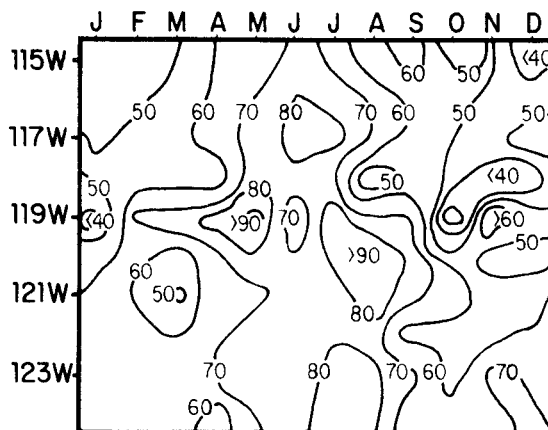 J F M A M J J A S O N D
115W 60 50 <40
50 60 70 80 70 60 50 50
117W
50 80 50 <40
119W <40 >90 70 >60
60 >90 50
121W 50 80
123W 70 80 70 60 70
60